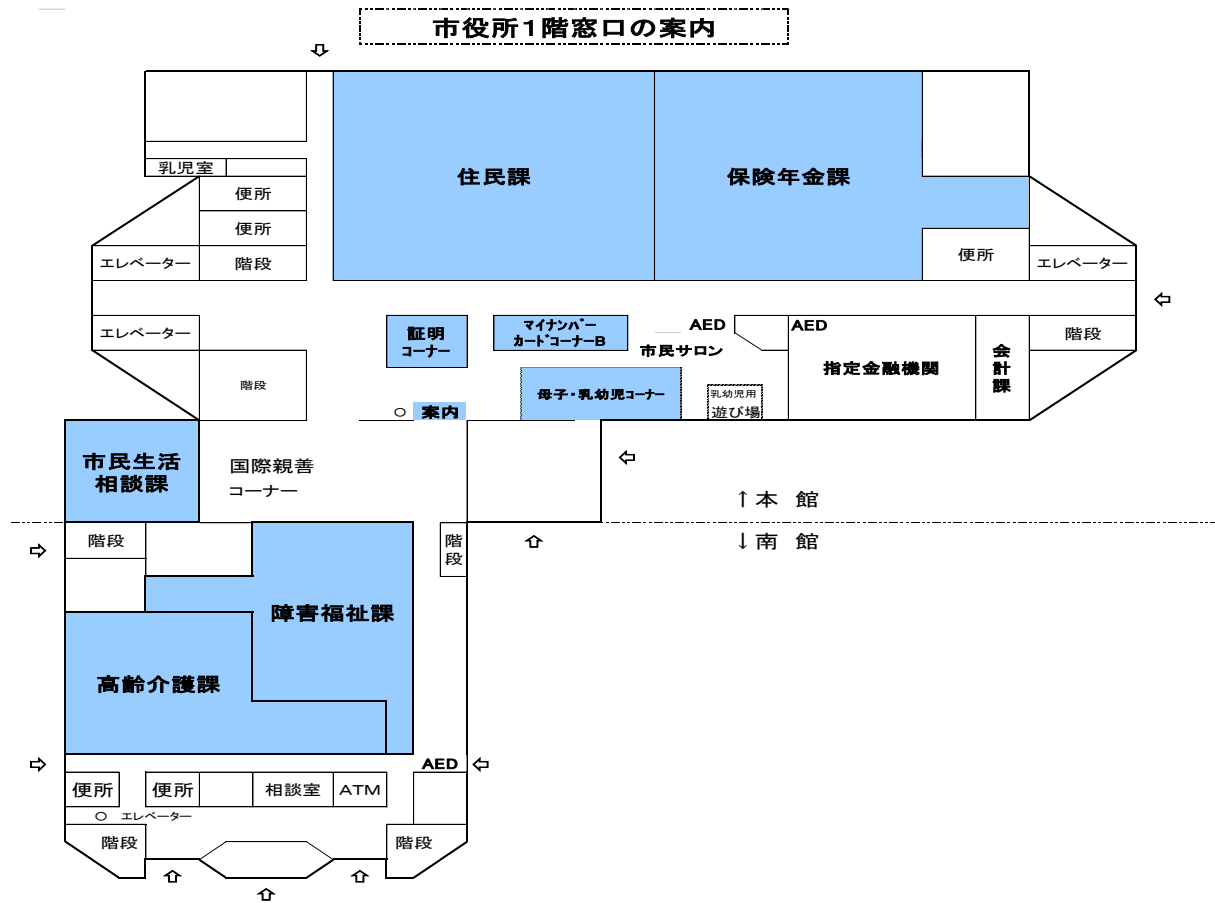 市役所１階窓口の案内
⇩
住民課
保険年金課
乳児室
便所
便所
エレベーター
階段
便所
エレベーター
⇦
エレベーター
証明
コーナー
マイナンバー
カードコーナーB
AED
市民サロン
AED
指定金融機関
会計課
階段
階段
母子・乳幼児コーナー
乳幼児用
遊び場
○ 案内
市民生活
相談課
国際親善
コーナー
⇦
↑本　館
↓南　館
⇨
階段
階段
⇧
障害福祉課
高齢介護課
⇨
AED ⇦
便所
便所
相談室
ATM
○ エレベーター
階段
階段
⇧
⇧
⇧